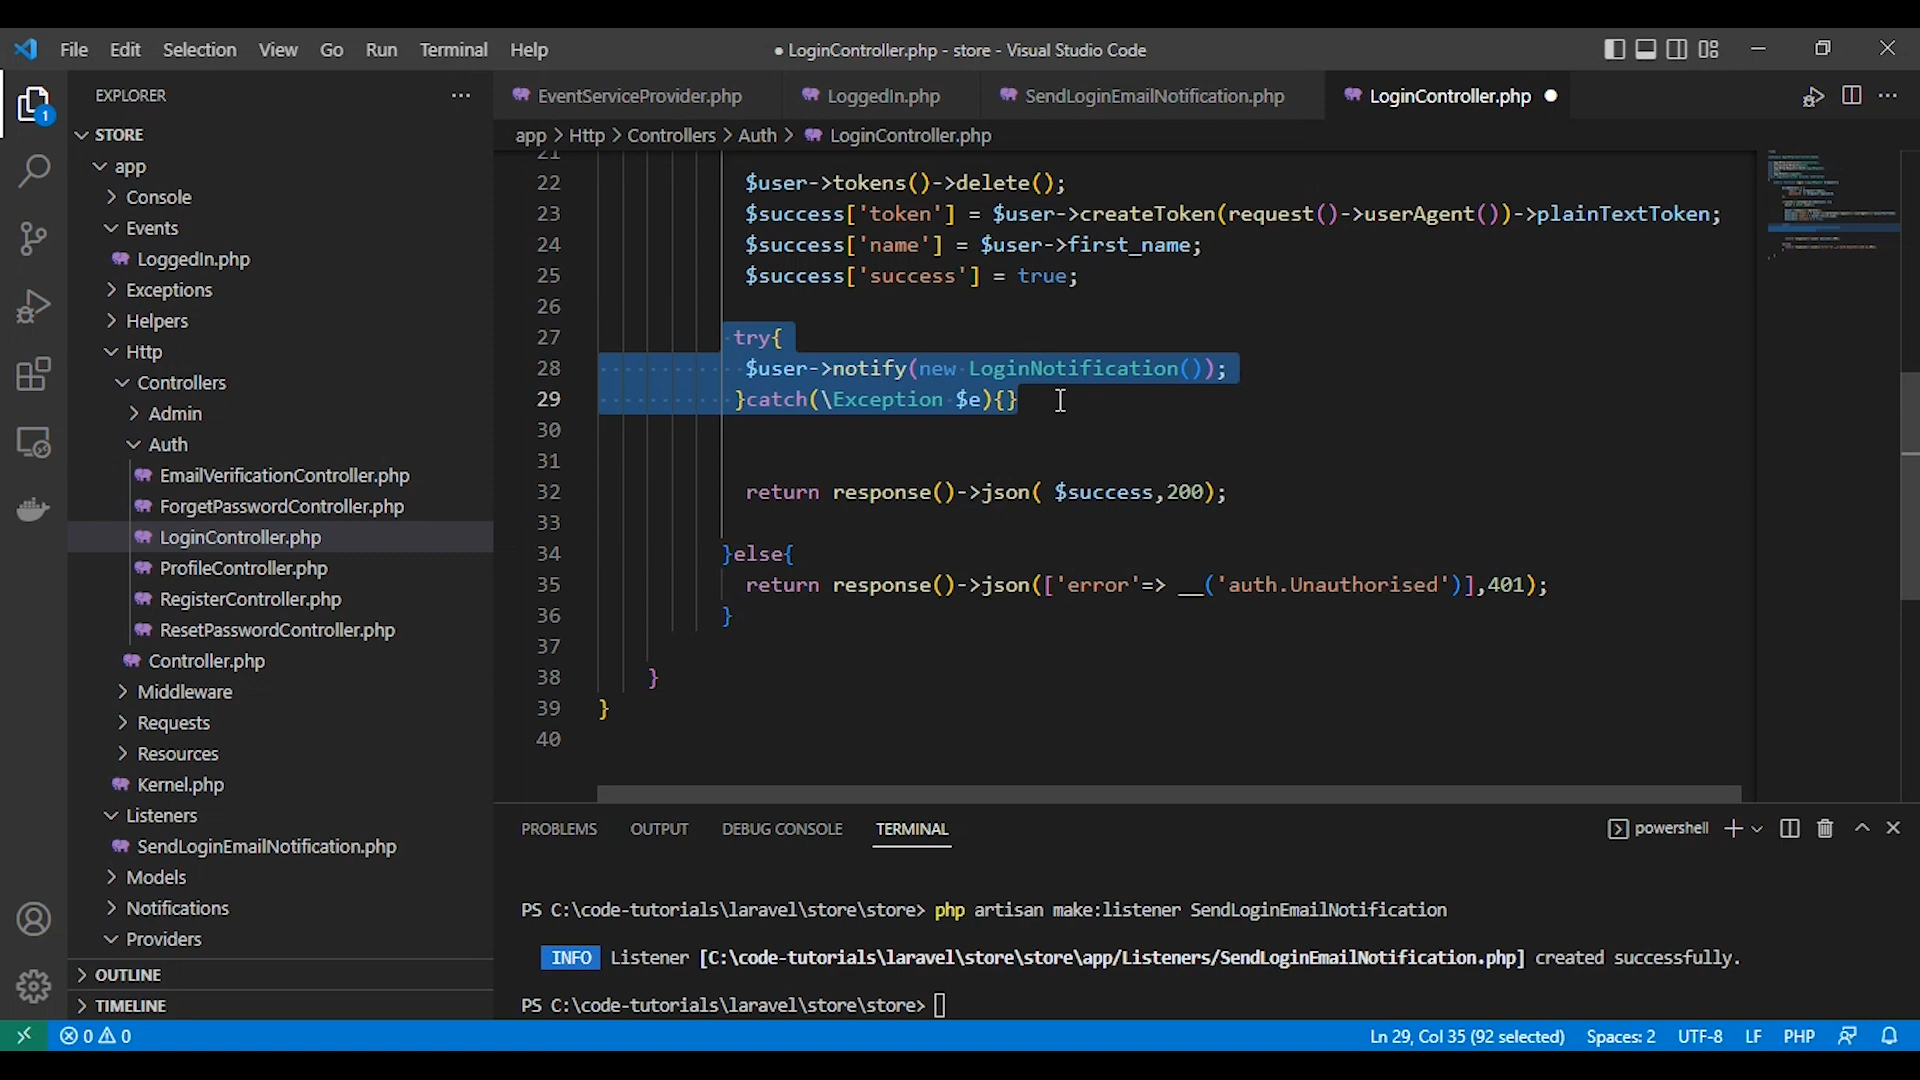 File Edit Selection View Go Run Terminal Help
● LoginController.php - store - Visual Studio Code
EXPLORER
EventServiceProvider.php
LoggedIn.php
SendLoginEmailNotification.php
LoginController.php ●
1
STORE
app
Console
Events
LoggedIn.php
Exceptions
Helpers
Http
Controllers
Admin
Auth
EmailVerificationController.php
ForgetPasswordController.php
LoginController.php
ProfileController.php
RegisterController.php
ResetPasswordController.php
Controller.php
Middleware
Requests
Resources
Kernel.php
Listeners
SendLoginEmailNotification.php
Models
Notifications
Providers
OUTLINE
TIMELINE
app > Http > Controllers > Auth > LoginController.php
21
22 $user->tokens()->delete();
23 $success['token'] = $user->createToken(request()->userAgent())->plainTextToken;
24 $success['name'] = $user->first_name;
25 $success['success'] = true;
26
27 try{
28 $user->notify(new LoginNotification());
29 }catch(\Exception $e){}
30
31
32 return response()->json( $success,200);
33
34 }else{
35 return response()->json(['error'=> __('auth.Unauthorised')],401);
36 }
37
38 }
39 }
40
PROBLEMS OUTPUT DEBUG CONSOLE TERMINAL
powershell
PS C:\code-tutorials\laravel\store\store> php artisan make:listener SendLoginEmailNotification
INFO Listener [C:\code-tutorials\laravel\store\store\app/Listeners/SendLoginEmailNotification.php] created successfully.
PS C:\code-tutorials\laravel\store\store>
0 0
Ln 29, Col 35 (92 selected) Spaces: 2 UTF-8 LF PHP